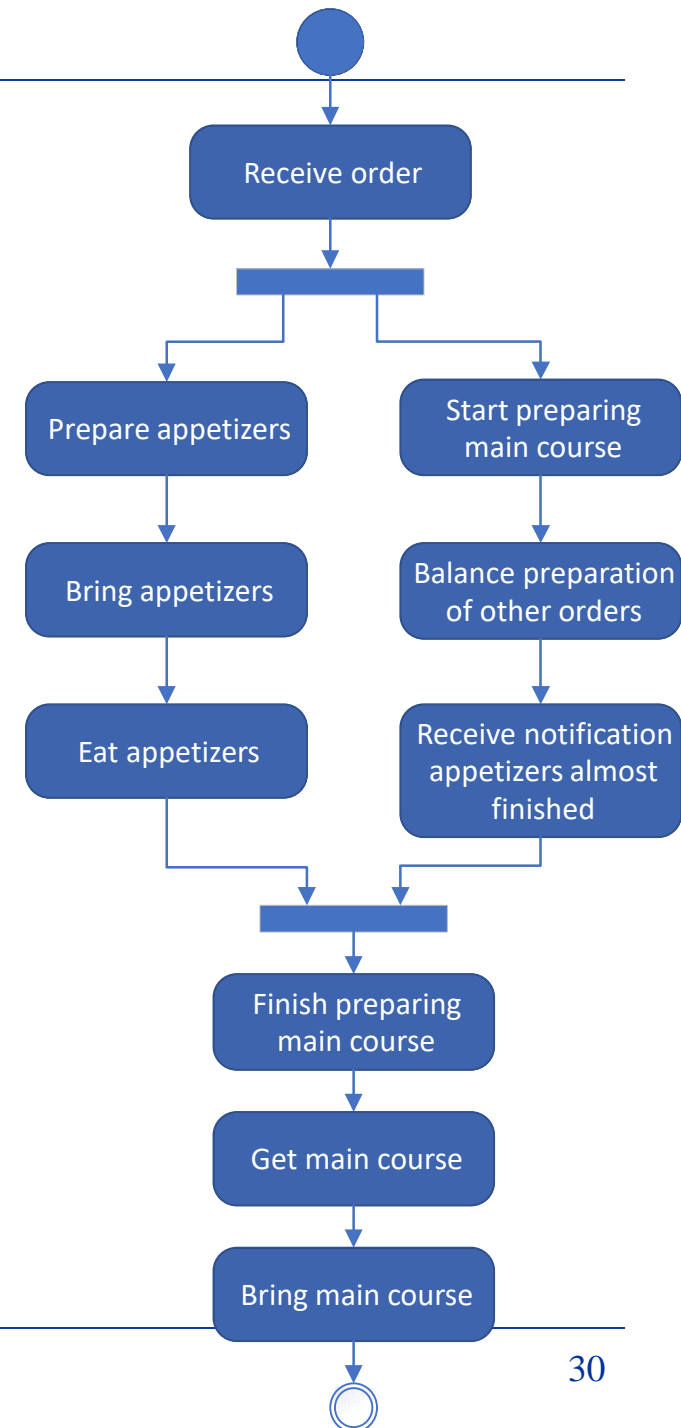 Receive order
Prepare appetizers
Start preparing
main course
Bring appetizers
Balance preparation
of other orders
Eat appetizers
Receive notification
appetizers almost
finished
Finish preparing
main course
Get main course
Bring main course
30